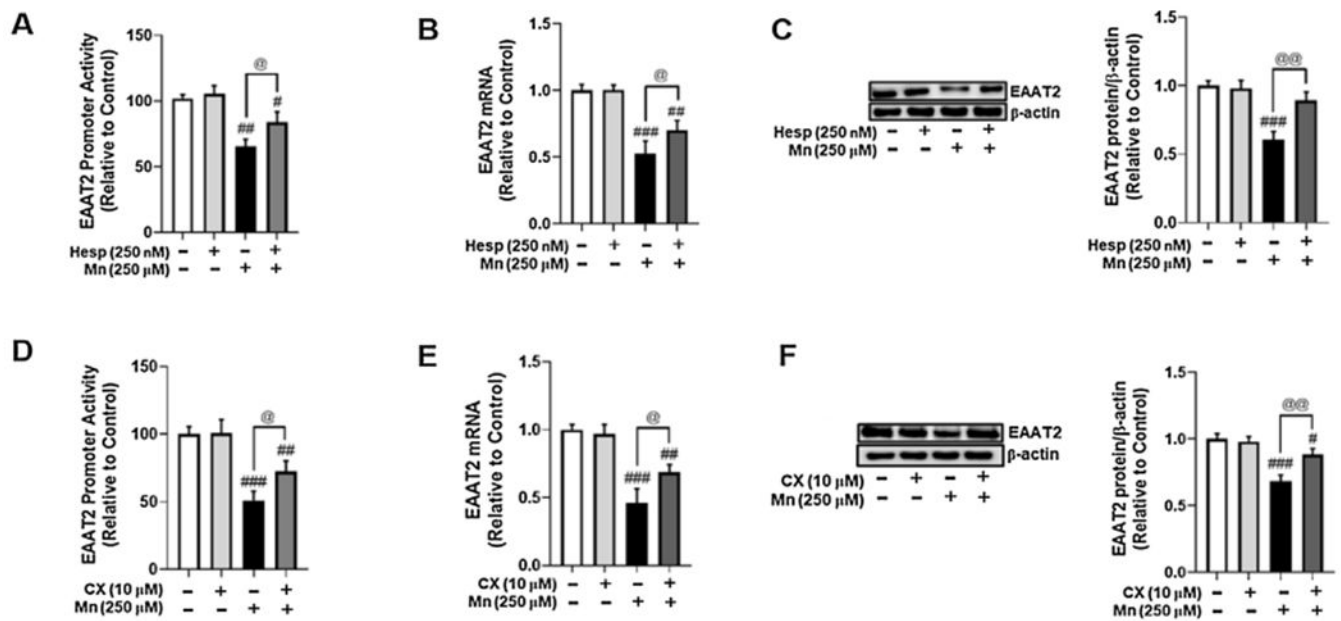 A
EAAT2 Promoter Activity
(Relative to Control)
150
100
50
0
@
##
#
Hesp (250 nM) - + - +
Mn (250 μM) - - + +
B
EAAT2 mRNA
(Relative to Control)
1.5
1.0
0.5
0.0
@
###
##
Hesp (250 nM) - + - +
Mn (250 μM) - - + +
C
EAAT2
β-actin
Hesp (250 nM) - + - +
Mn (250 μM) - - + +
EAAT2 protein/β-actin
(Relative to Control)
1.5
1.0
0.5
0.0
@@
###
Hesp (250 nM) - + - +
Mn (250 μM) - - + +
D
EAAT2 Promoter Activity
(Relative to Control)
150
100
50
0
@
###
##
CX (10 μM) - + - +
Mn (250 μM) - - + +
E
EAAT2 mRNA
(Relative to Control)
1.5
1.0
0.5
0.0
@
###
##
CX (10 μM) - + - +
Mn (250 μM) - - + +
F
EAAT2
β-actin
CX (10 μM) - + - +
Mn (250 μM) - - + +
EAAT2 protein/β-actin
(Relative to Control)
1.5
1.0
0.5
0.0
@@
###
#
CX (10 μM) - + - +
Mn (250 μM) - - + +